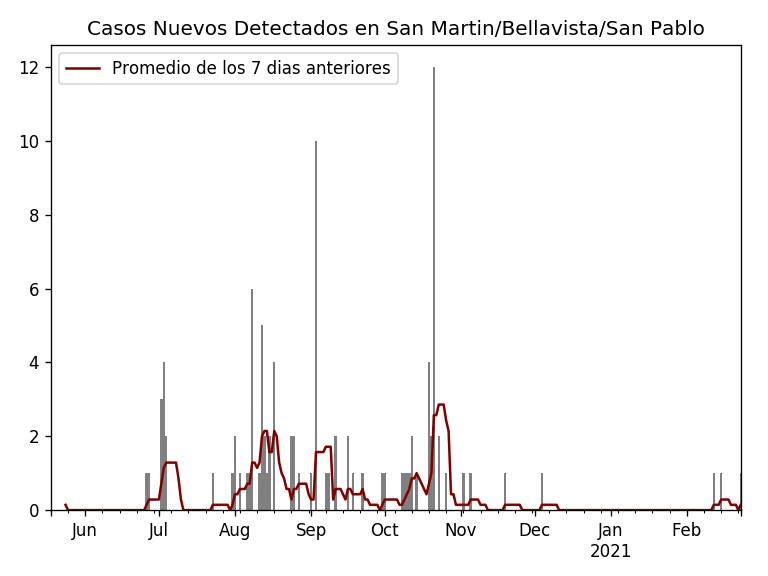 Casos Nuevos Detectados en San Martin/Bellavista/San Pablo
Promedio de los 7 dias anteriores
12
10
8
6
4
2
0
Jun Jul Aug Sep Oct Nov Dec Jan Feb
2021